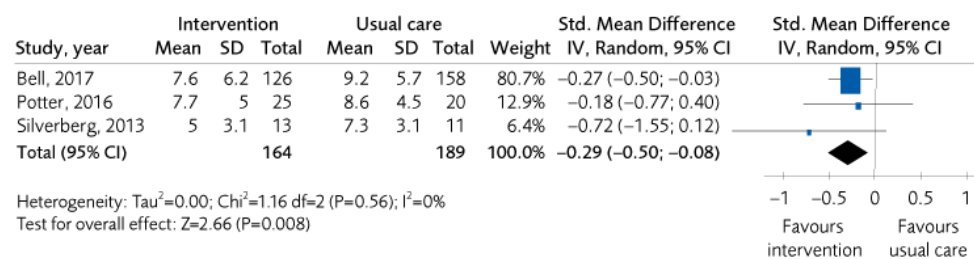 Intervention Usual care Std. Mean Difference Std. Mean Difference
Study, year Mean SD Total Mean SD Total Weight IV, Random, 95% CI IV, Random, 95% CI
Bell, 2017 7.6 6.2 126 9.2 5.7 158 80.7% −0.27 (−0.50; −0.03)
Potter, 2016 7.7 5 25 8.6 4.5 20 12.9% −0.18 (−0.77; 0.40)
Silverberg, 2013 5 3.1 13 7.3 3.1 11 6.4% −0.72 (−1.55; 0.12)
Total (95% CI) 164 189 100.0% −0.29 (−0.50; −0.08)
−1 −0.5 0 0.5 1
Heterogeneity: Tau²=0.00; Chi²=1.16 df=2 (P=0.56); I²=0%
Test for overall effect: Z=2.66 (P=0.008)
Favours Favours
intervention usual care